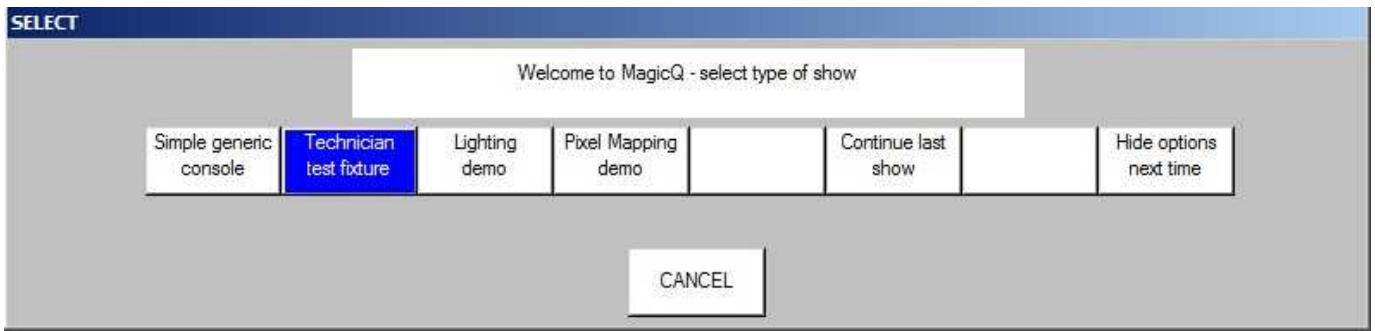 SELECT
Welcome to MagicQ - select type of show
Simple generic
console
Technician
test fixture
Lighting
demo
Pixel Mapping
demo
Continue last
show
Hide options
next time
CANCEL